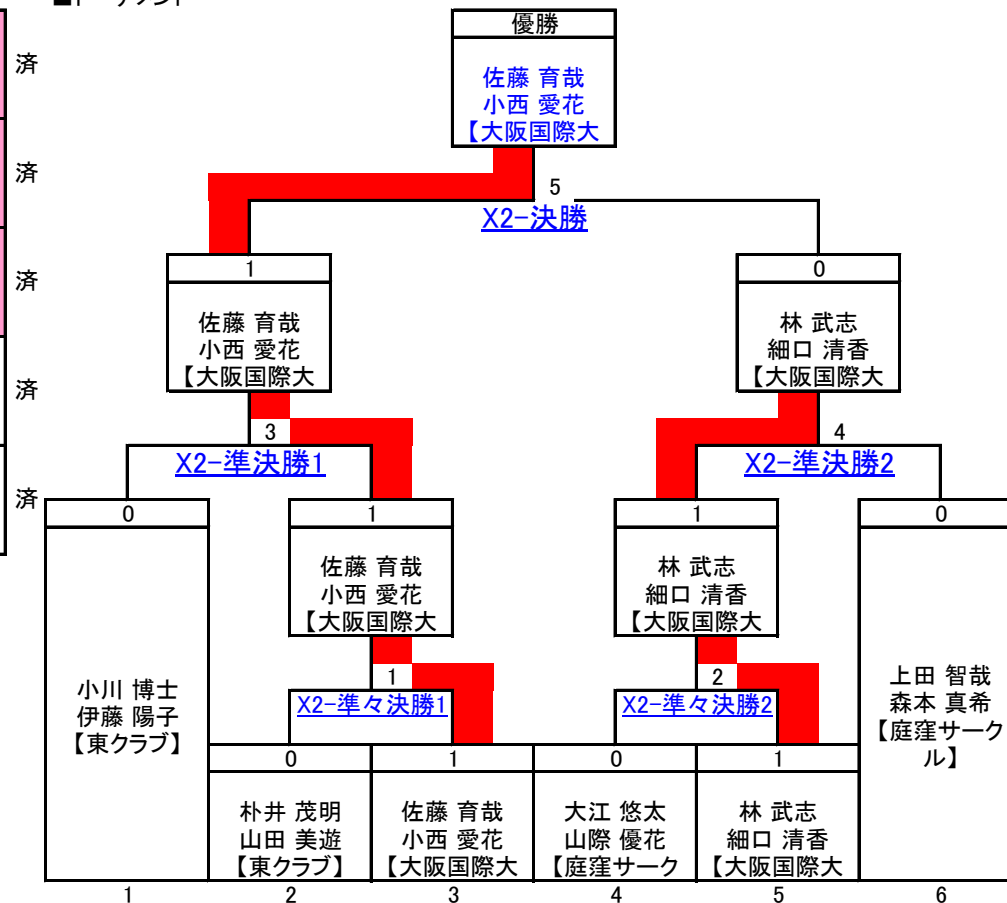 優勝
済
佐藤 育哉
小西 愛花
【大阪国際大
済
5
X2-決勝
済
1
0
佐藤 育哉
小西 愛花
【大阪国際大
林 武志
細口 清香
【大阪国際大
済
3
X2-準決勝1
4
X2-準決勝2
済
0
1
1
0
佐藤 育哉
小西 愛花
【大阪国際大
林 武志
細口 清香
【大阪国際大
小川 博士
伊藤 陽子
【東クラブ】
1
X2-準々決勝1
2
X2-準々決勝2
上田 智哉
森本 真希
【庭窪サーク
ル】
0
1
0
1
朴井 茂明
山田 美遊
【東クラブ】
佐藤 育哉
小西 愛花
【大阪国際大
大江 悠太
山際 優花
【庭窪サーク
林 武志
細口 清香
【大阪国際大
1
2
3
4
5
6